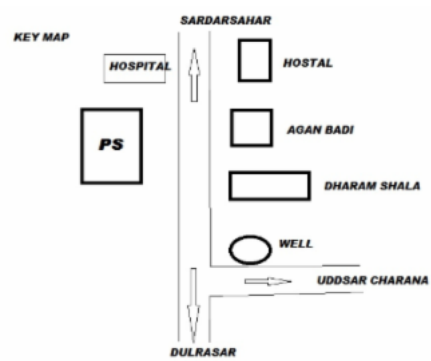 SARDARSAHAR
KEY MAP
HOSPITAL
HOSTAL
PS
AGAN BADI
DHARAM SHALA
WELL
UDDSAR CHARANA
DULRASAR